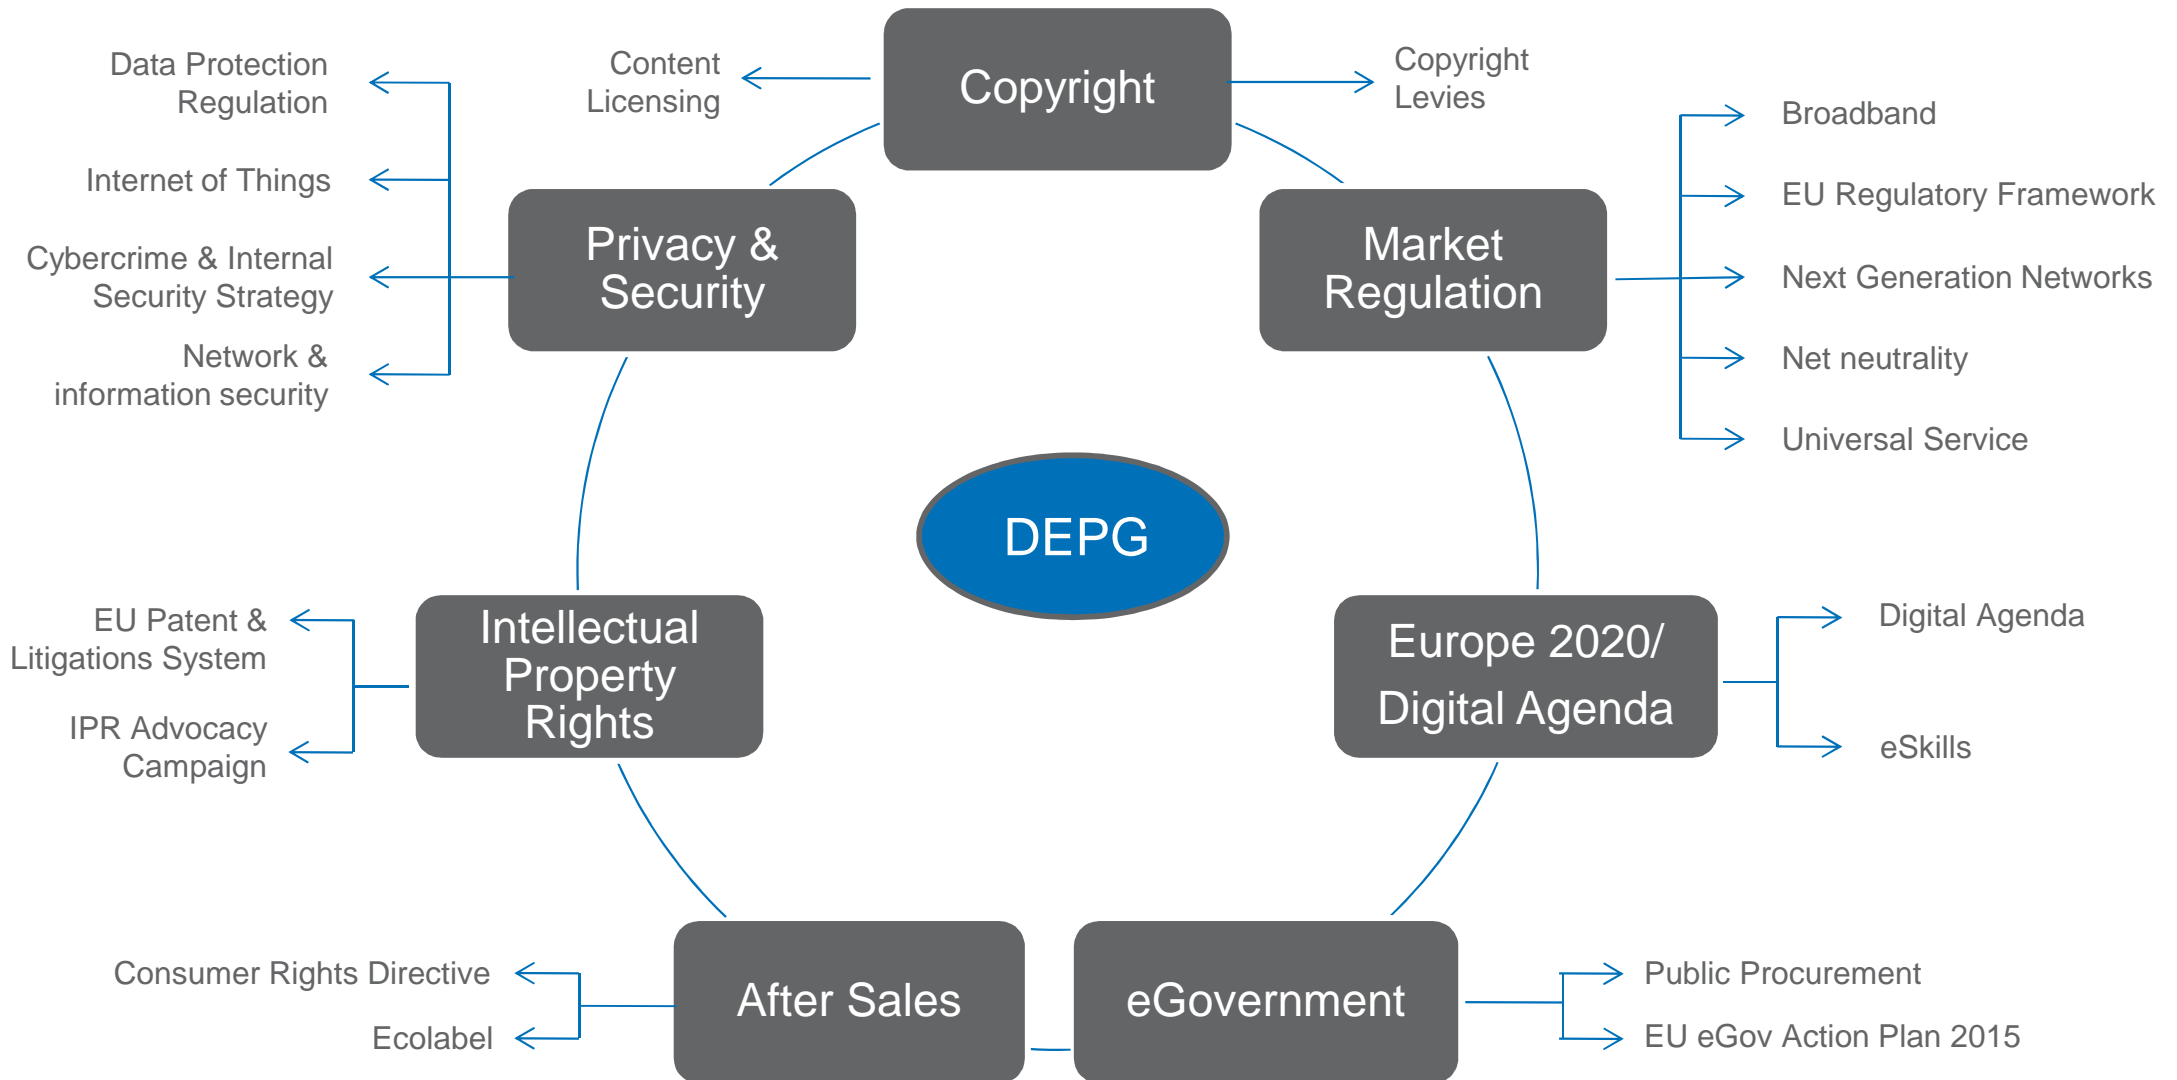 Copyright
Content
Licensing
Copyright
Levies
Data Protection
Regulation
Internet of Things
Cybercrime & Internal
Security Strategy
Network &
information security
Privacy &
Security
Market
Regulation
Broadband
EU Regulatory Framework
Next Generation Networks
Net neutrality
Universal Service
DEPG
EU Patent &
Litigations System
IPR Advocacy
Campaign
Intellectual
Property
Rights
Europe 2020/
Digital Agenda
Digital Agenda
eSkills
Consumer Rights Directive
Ecolabel
After Sales
eGovernment
Public Procurement
EU eGov Action Plan 2015